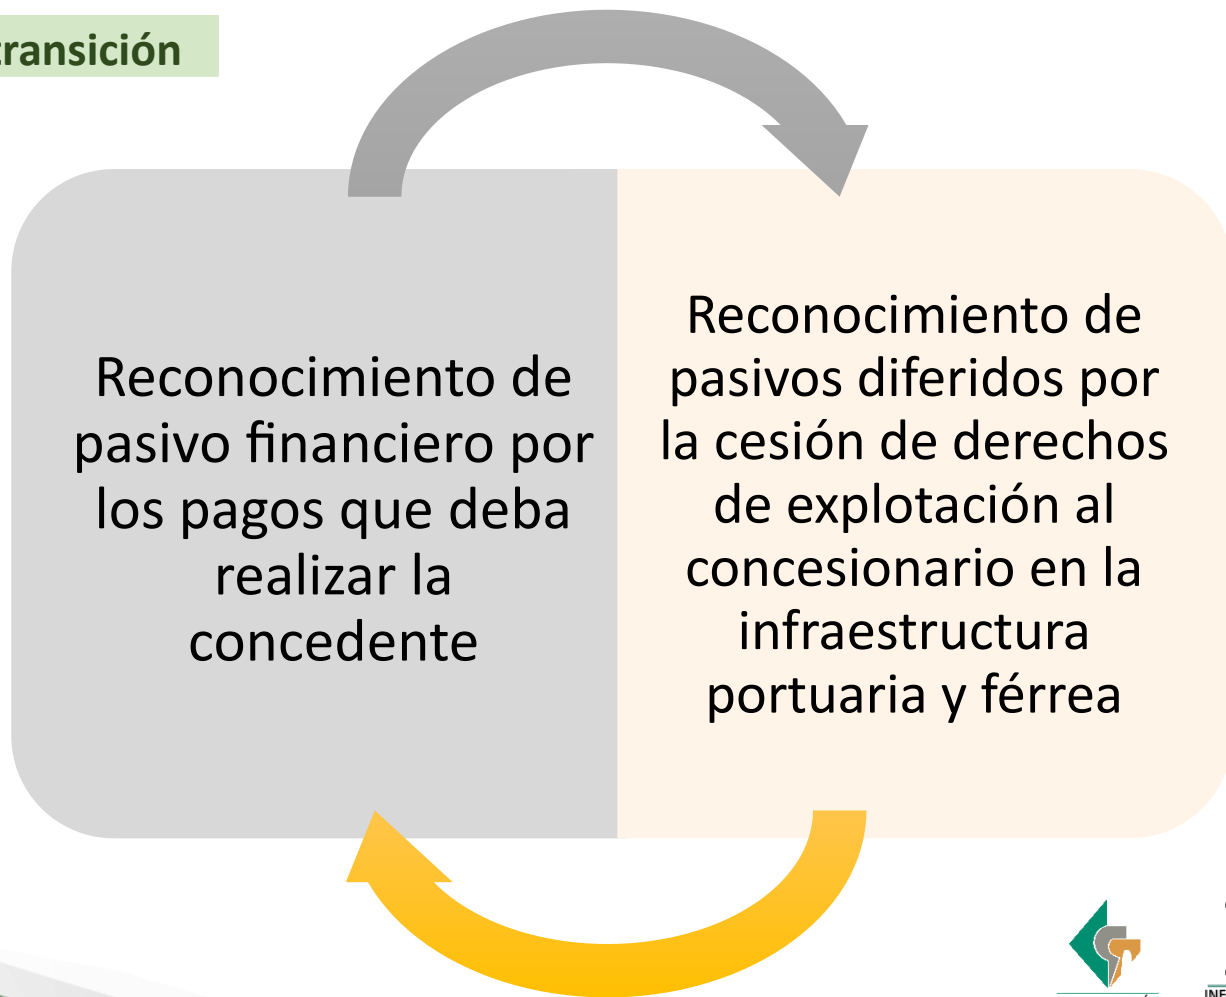 transición
Reconocimiento de
pasivo financiero por
los pagos que deba
realizar la
concedente
Reconocimiento de
pasivos diferidos por
la cesión de derechos
de explotación al
concesionario en la
infraestructura
portuaria y férrea